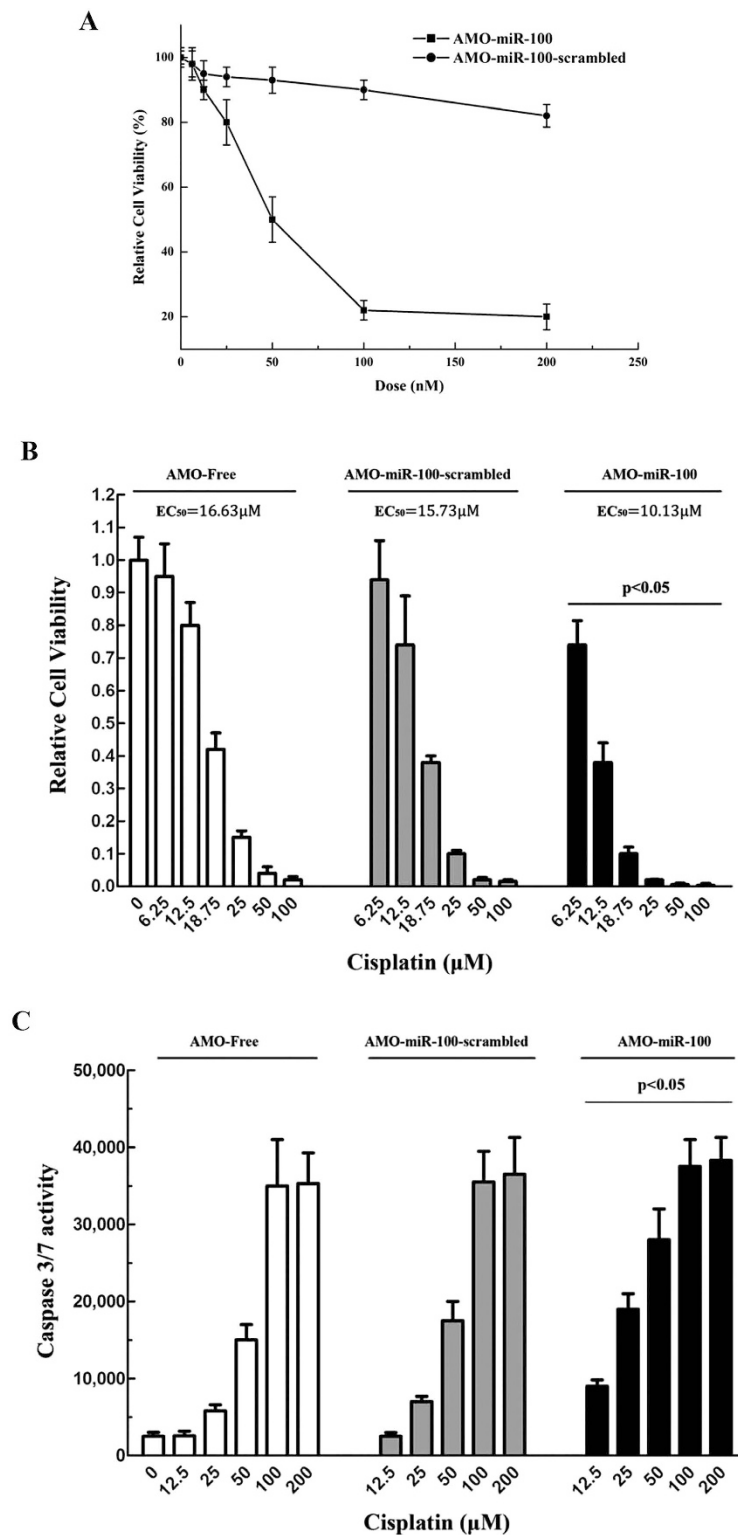 A
AMO-miR-100
AMO-miR-100-scrambled
Relative Cell Viability (%)
100
80
60
40
20
0 50 100 150 200 250
Dose (nM)
B
AMO-Free AMO-miR-100-scrambled AMO-miR-100
EC₅₀=16.63μM EC₅₀=15.73μM EC₅₀=10.13μM
p<0.05
Relative Cell Viability
1.2
1.1
1.0
0.9
0.8
0.7
0.6
0.5
0.4
0.3
0.2
0.1
0.0
0 6.25 12.5 18.75 25 50 100 6.25 12.5 18.75 25 50 100 6.25 12.5 18.75 25 50 100
Cisplatin (μM)
C
AMO-Free AMO-miR-100-scrambled AMO-miR-100
p<0.05
Caspase 3/7 activity
50,000
40,000
30,000
20,000
10,000
0
0 12.5 25 50 100 200 12.5 25 50 100 200 12.5 25 50 100 200
Cisplatin (μM)